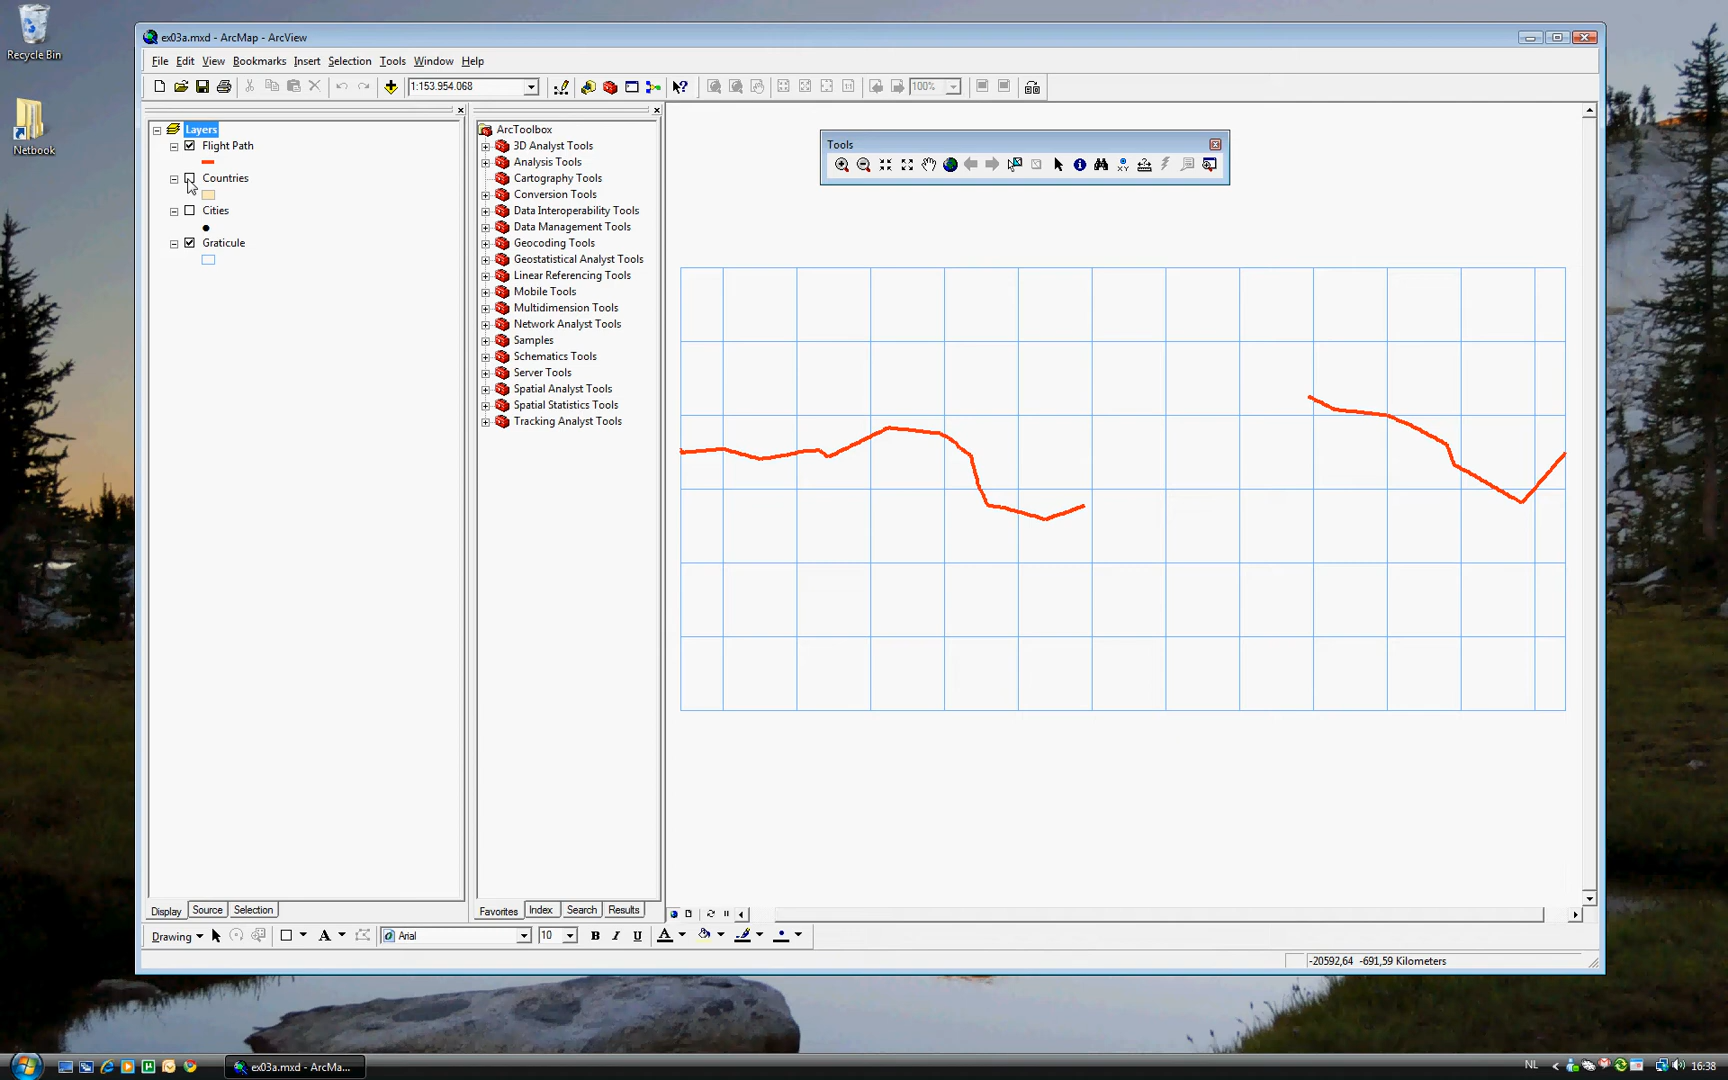 Recycle Bin
Netbook
ex03a.mxd - ArcMap - ArcView
File Edit View Bookmarks Insert Selection Tools Window Help
1:153.954.068
100%
Layers
Flight Path
Countries
Cities
Graticule
ArcToolbox
3D Analyst Tools
Analysis Tools
Cartography Tools
Conversion Tools
Data Interoperability Tools
Data Management Tools
Geocoding Tools
Geostatistical Analyst Tools
Linear Referencing Tools
Mobile Tools
Multidimension Tools
Network Analyst Tools
Samples
Schematics Tools
Server Tools
Spatial Analyst Tools
Spatial Statistics Tools
Tracking Analyst Tools
Tools
Display Source Selection
Favorites Index Search Results
Drawing A Arial 10 B I U A
-20592,64 -691,59 Kilometers
ex03a.mxd - ArcMa...
NL 16:38